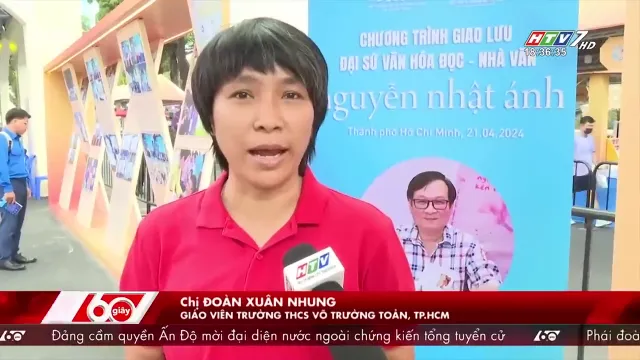 HTV7 HD
18:36:35
CHƯƠNG TRÌNH GIAO LƯU
ĐẠI SỨ VĂN HÓA ĐỌC - NHÀ VĂN
nguyễn nhật ánh
Thành phố Hồ Chí Minh, 21.04.2024
HTV
60 giây
Chị ĐOÀN XUÂN NHUNG
GIÁO VIÊN TRƯỜNG THCS VÕ TRƯỜNG TOẢN, TP.HCM
Đảng cầm quyền Ấn Độ mời đại diện nước ngoài chứng kiến tổng tuyển cử
60
Phái đoà